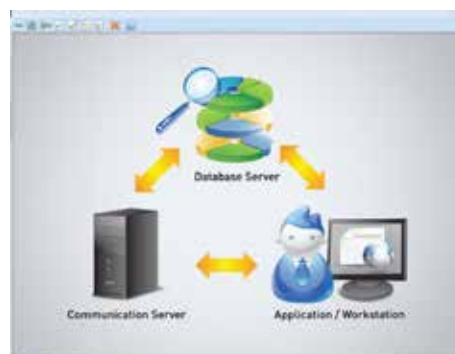 Database Server
Communication Server
Application / Workstation